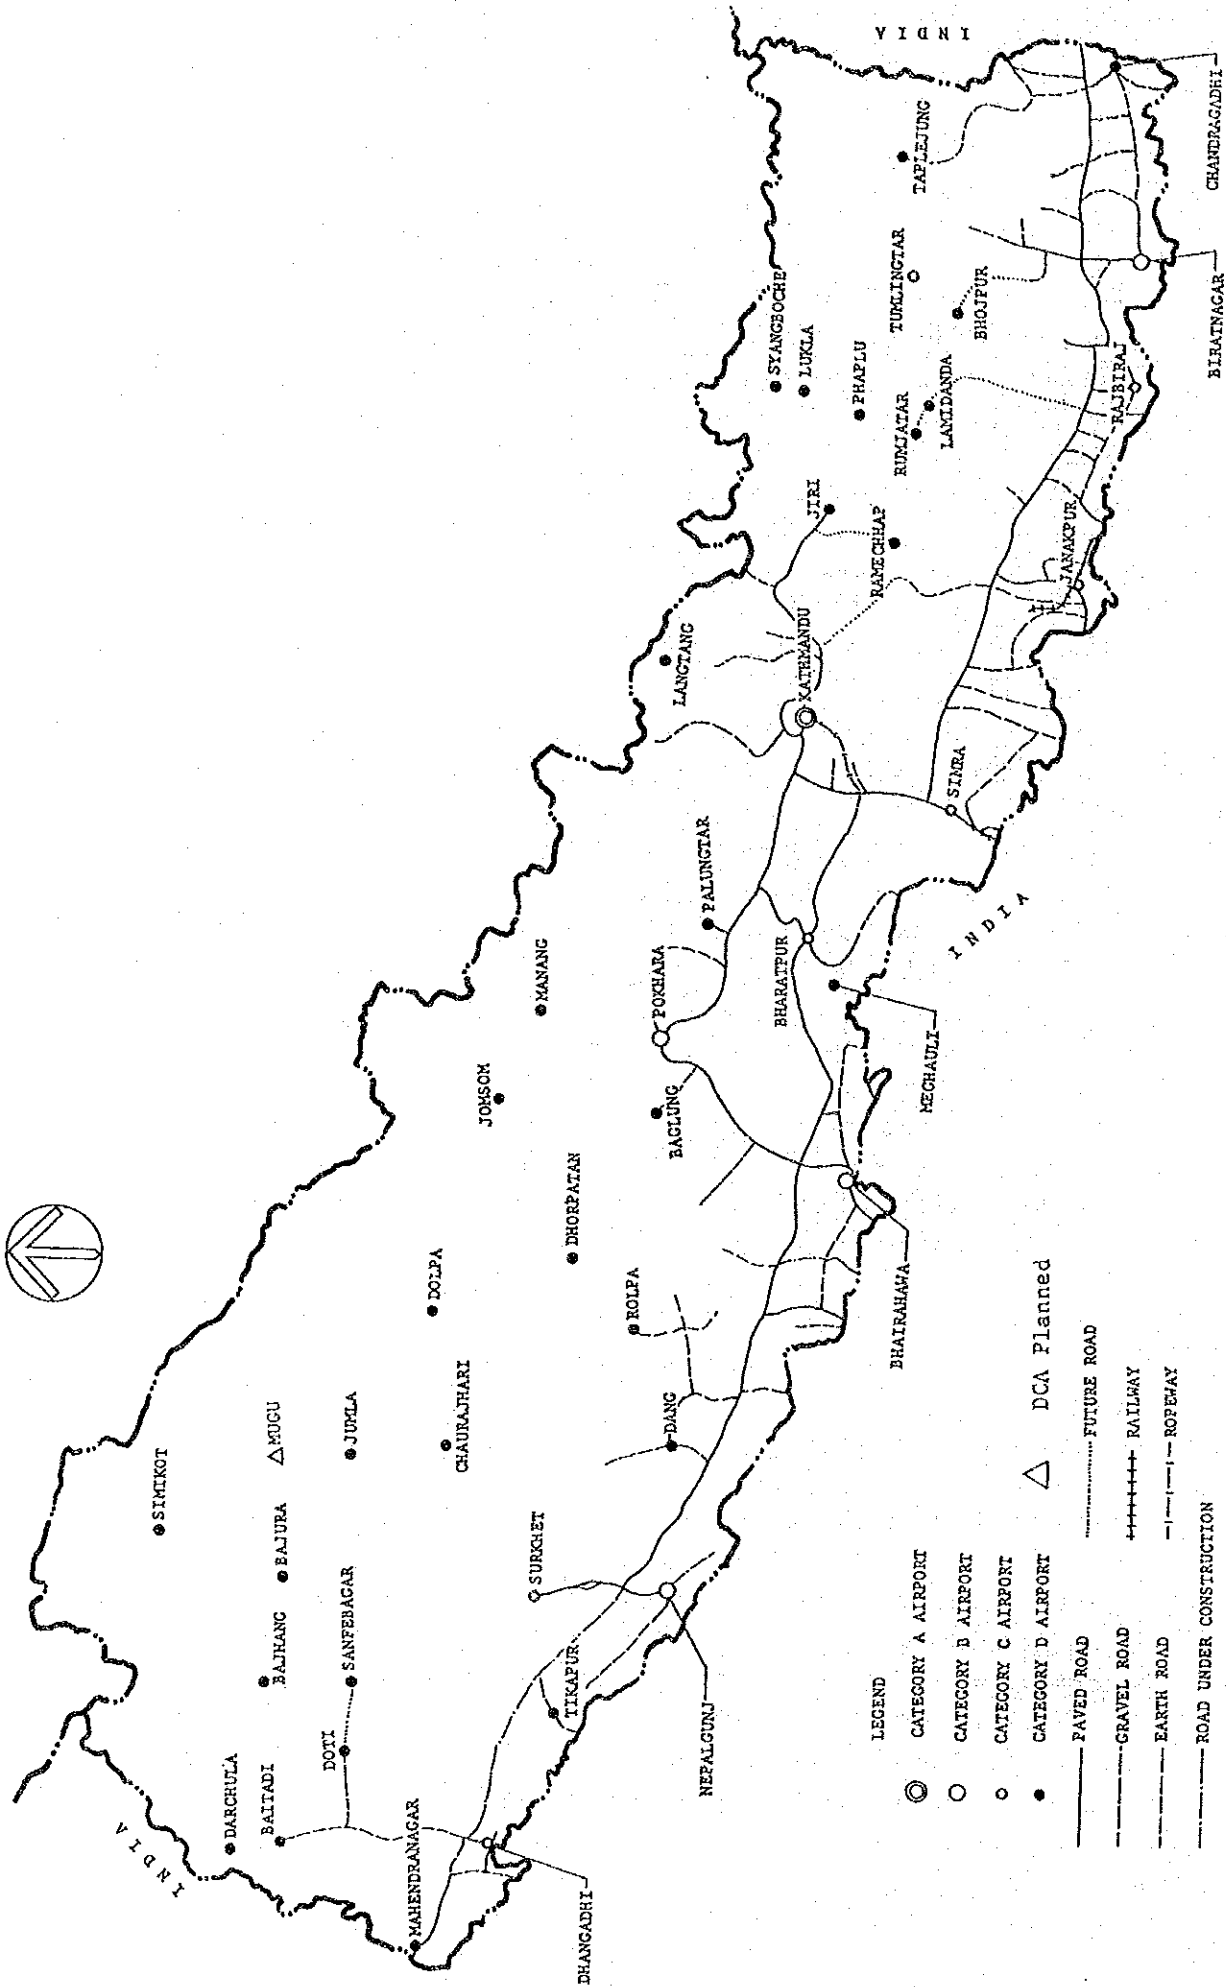 INDIA
DARCHULA
BAITADI
BAJHANG
BAJURA
SIMIKOT
△MUGU
DOTI
SANFEBAGAR
JUMLA
MAHENDRANAGAR
DHANGADHI
TIKAPUR
SURKHET
CHAURAJHARI
DOLPA
NEPALGUNJ
DANG
ROLPA
DHORPATAN
JOMSOM
MANANG
BAGLUNG
POKHARA
PALUNGTAR
BHAIRAHAWA
MEGHAULI
BHARATPUR
INDIA
LANGTANG
KATHMANDU
SIMRA
JIRI
RAMECHHAP
JANAKPUR
SYANGBOCHE
LUKLA
PHAPLU
RUMJATAR
LAMIDANDA
RAJBIRAJ
TUMLINGTAR
BHOJPUR
TAPLEJUNG
BIRATNAGAR
CHANDRAGADHI
INDIA
LEGEND
CATEGORY A AIRPORT
CATEGORY B AIRPORT
CATEGORY C AIRPORT
CATEGORY D AIRPORT
△ DCA Planned
PAVED ROAD
FUTURE ROAD
GRAVEL ROAD
RAILWAY
EARTH ROAD
ROPEWAY
ROAD UNDER CONSTRUCTION